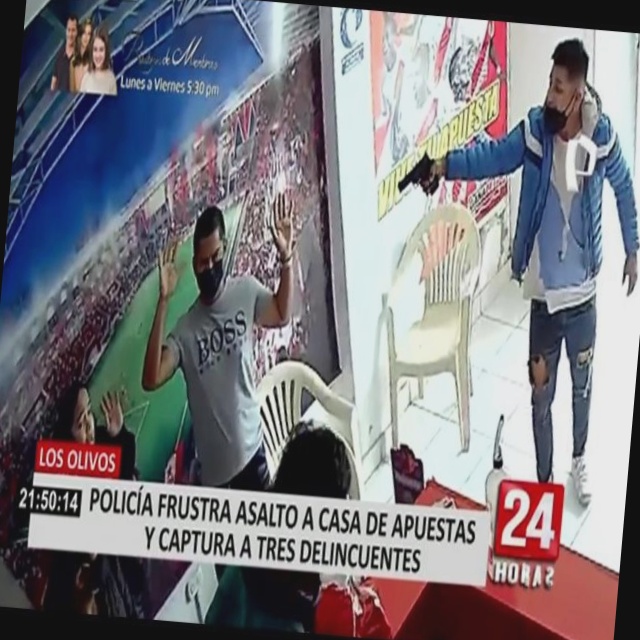 Lunes a Viernes 5:30 pm
BOSS
LOS OLIVOS
21:50:14
POLICÍA FRUSTRA ASALTO A CASA DE APUESTAS
Y CAPTURA A TRES DELINCUENTES
24
HORAS